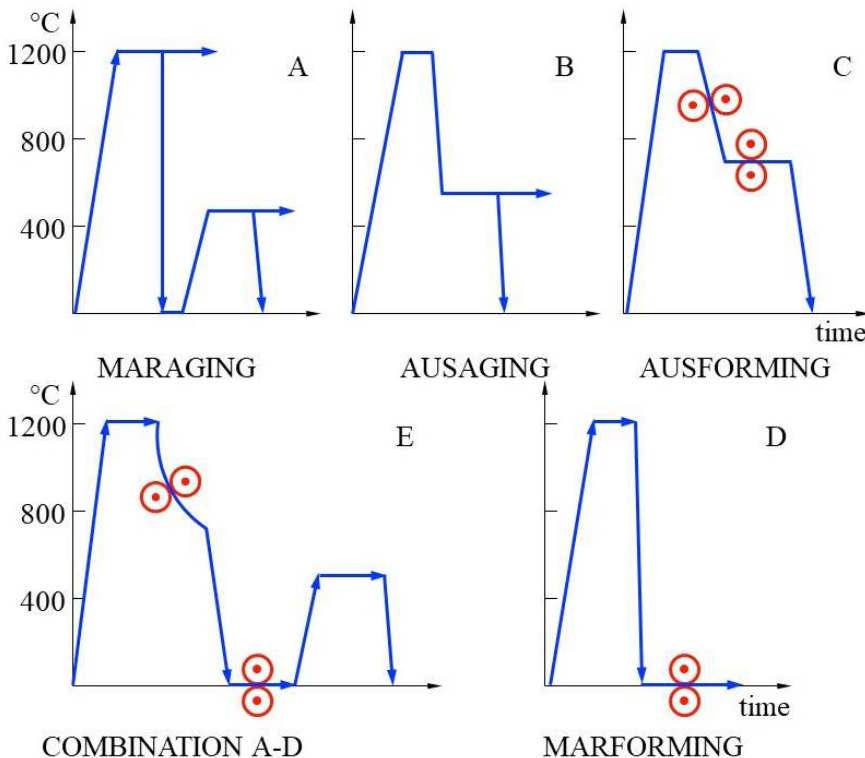 °C
1200
800
400
A
B
C
time
MARAGING
AUSAGING
AUSFORMING
°C
1200
800
400
E
D
time
COMBINATION A-D
MARFORMING